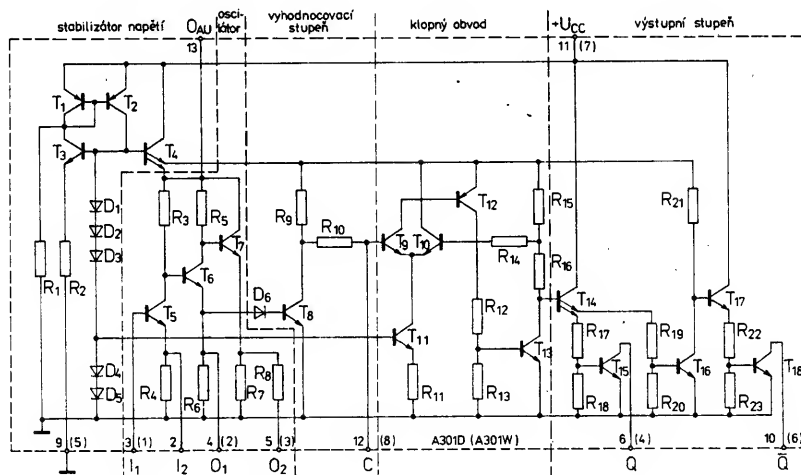 stabilizátor napětí
O_AU
osci-
látor
vyhodnocovací
stupeň
klopný obvod
+U_CC
výstupní stupeň
13
11 (7)
T1
T2
T3
T4
D1
D2
D3
R3
R5
T7
R9
R10
T9
T10
T12
R14
R15
R16
R21
R1
R2
T6
D6
T5
T8
R12
T14
T17
T11
T13
R17
R19
R22
D4
D5
R4
R6
R7
R8
R11
R13
T15
T16
T18
R18
R20
R23
9 (5)
3 (1)
2
4 (2)
5 (3)
12 (8)
A301D (A301W)
6 (4)
10 (6)
I1
I2
O1
O2
C
Q
Q̄